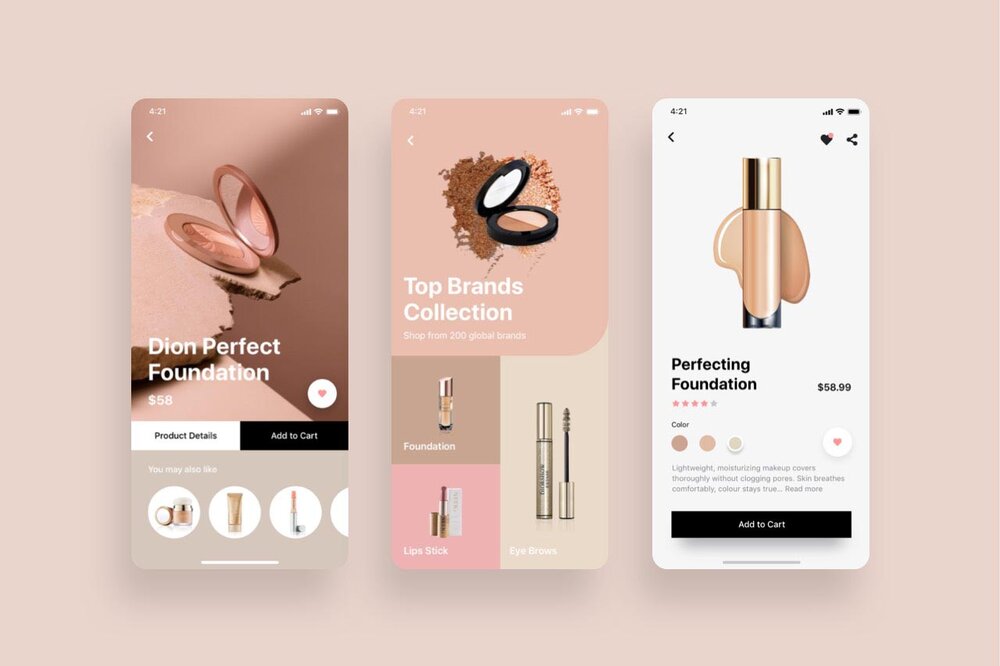 4:21
Dion Perfect
Foundation
$58
Product Details
Add to Cart
You may also like
4:21
Top Brands
Collection
Shop from 200 global brands
Foundation
Lips Stick
Eye Brows
4:21
Perfecting
Foundation
$58.99
Color
Lightweight, moisturizing makeup covers
thoroughly without clogging pores. Skin breathes
comfortably, colour stays true... Read more
Add to Cart